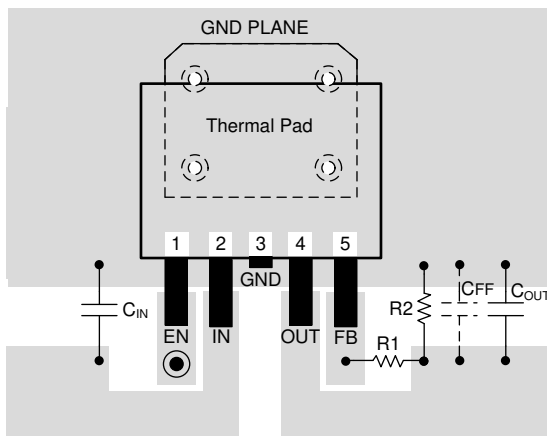 GND PLANE
Thermal Pad
1 2 3 4 5
GND
EN IN OUT FB
CIN
R2
CFF
COUT
R1